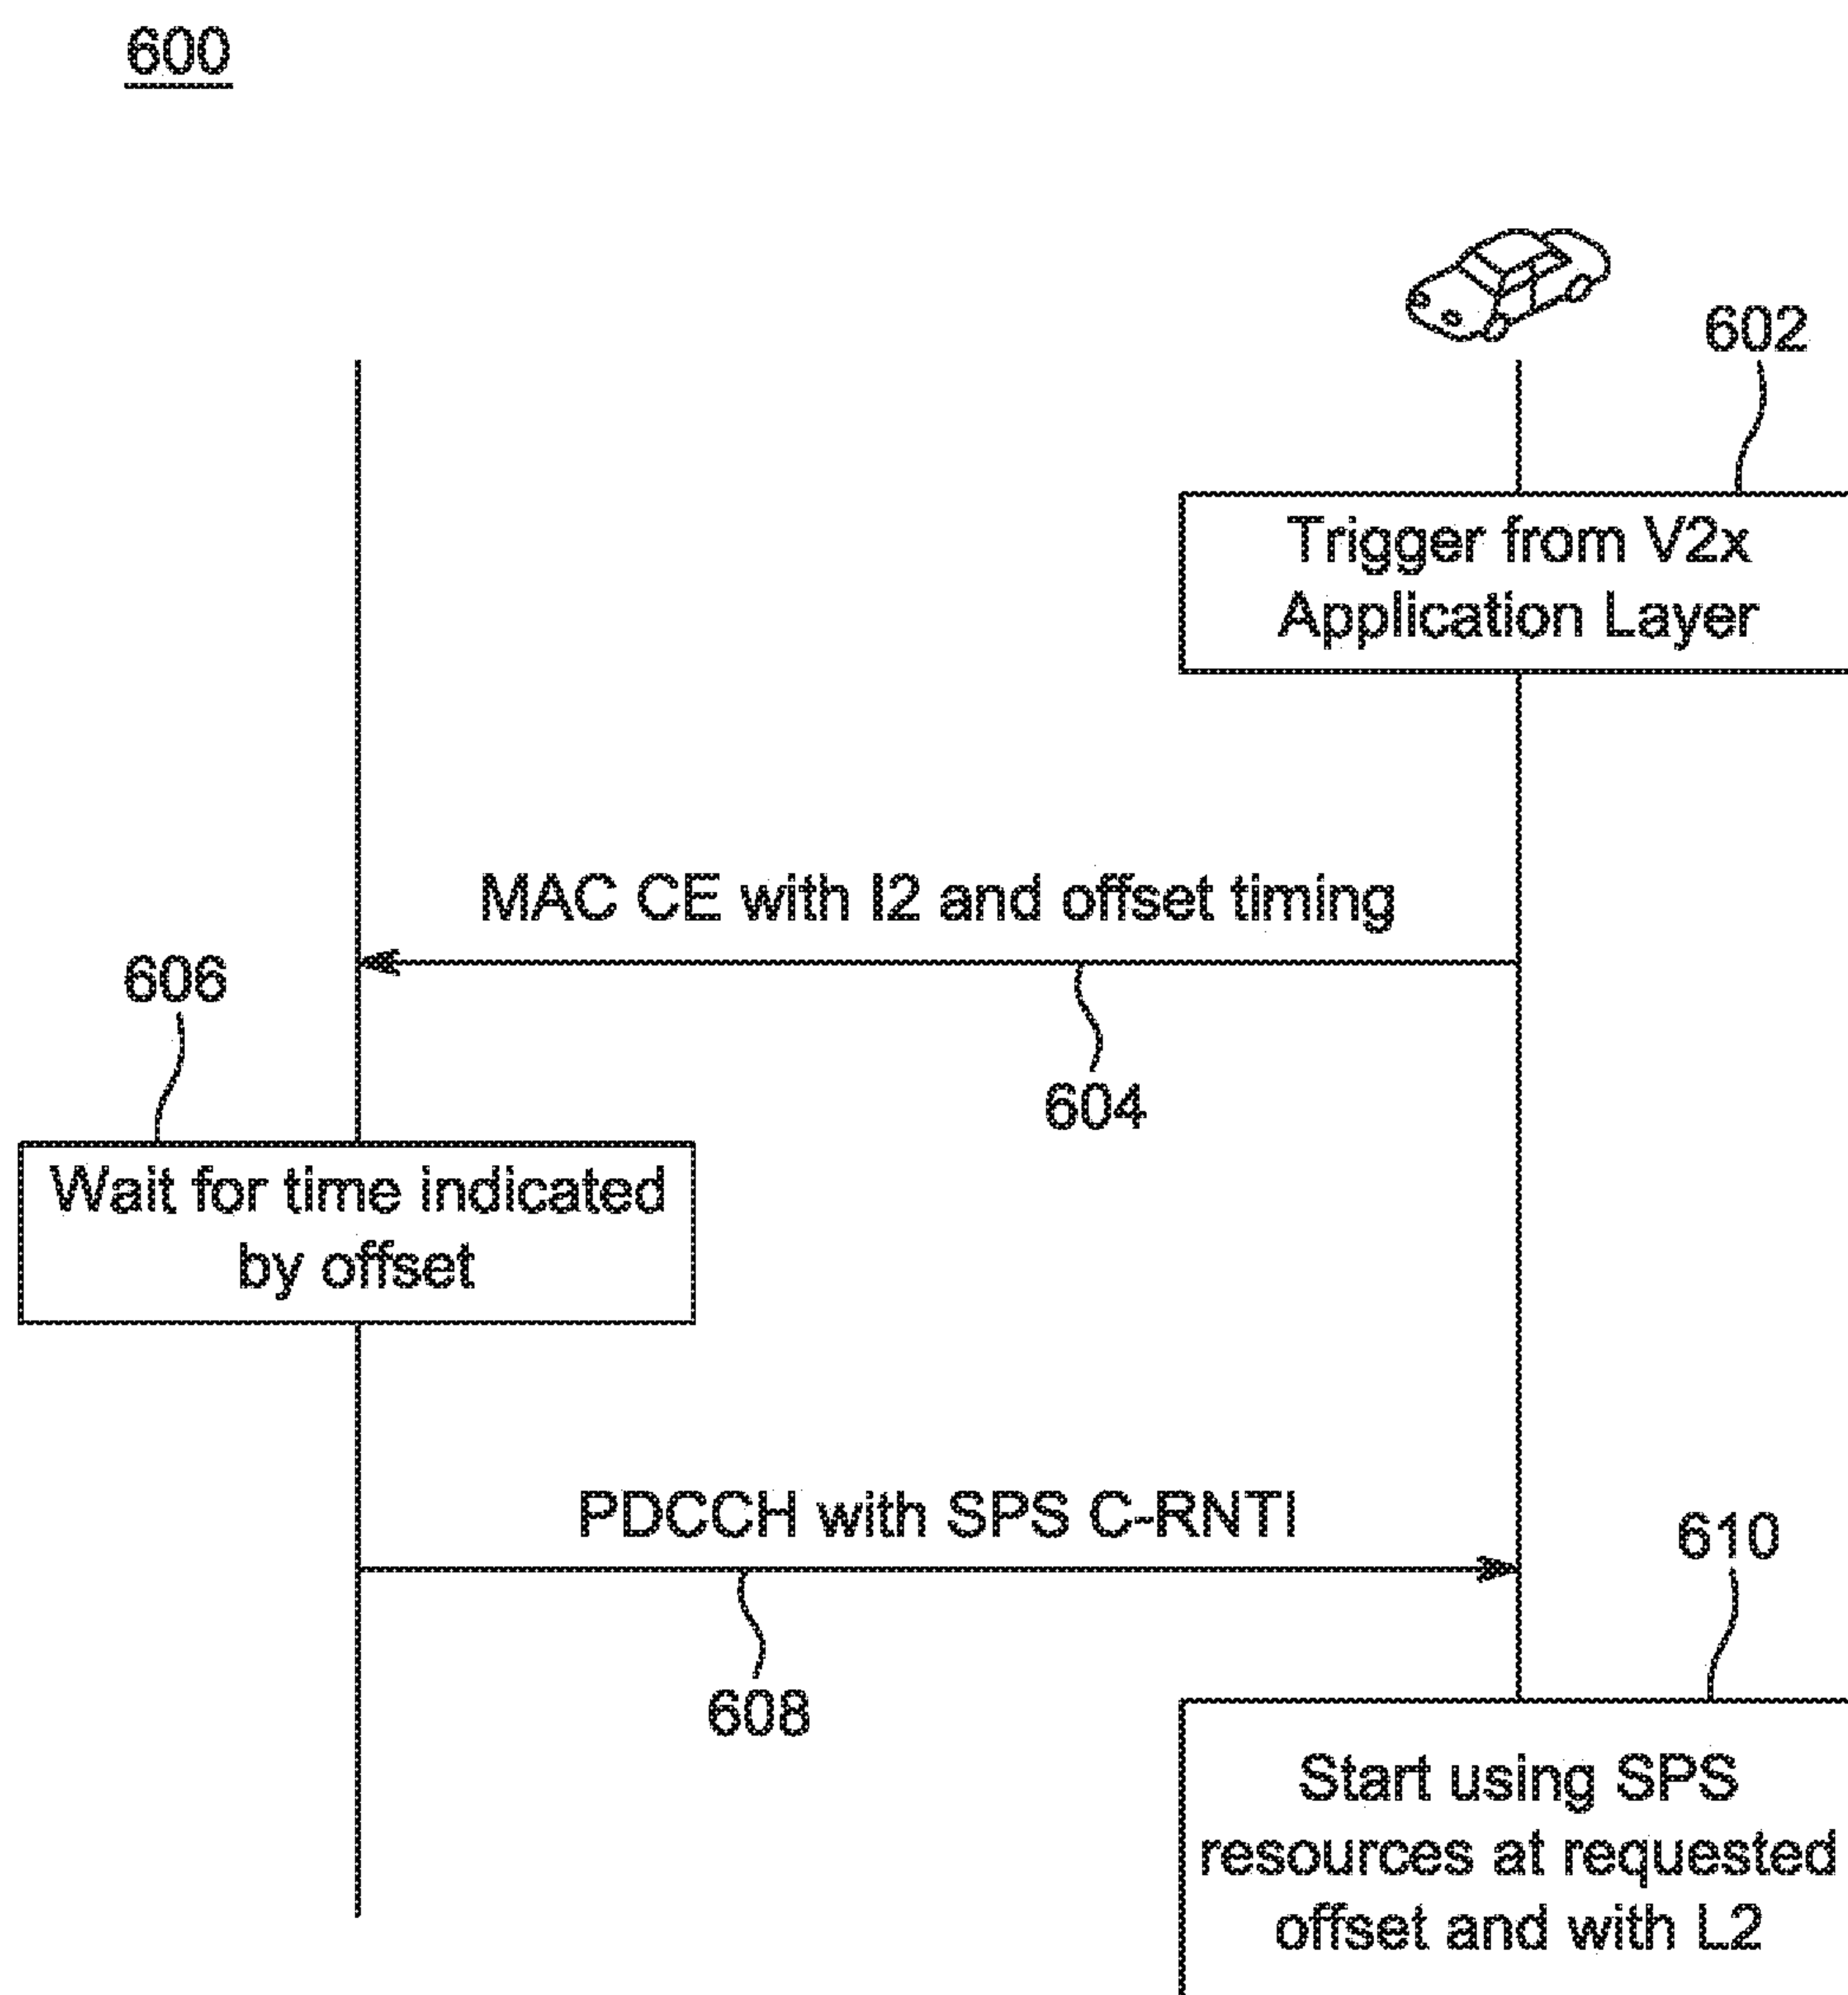 600
602
Trigger from V2x
Application Layer
MAC CE with I2 and offset timing
604
606
Wait for time indicated
by offset
PDCCH with SPS C-RNTI
608
610
Start using SPS
resources at requested
offset and with L2